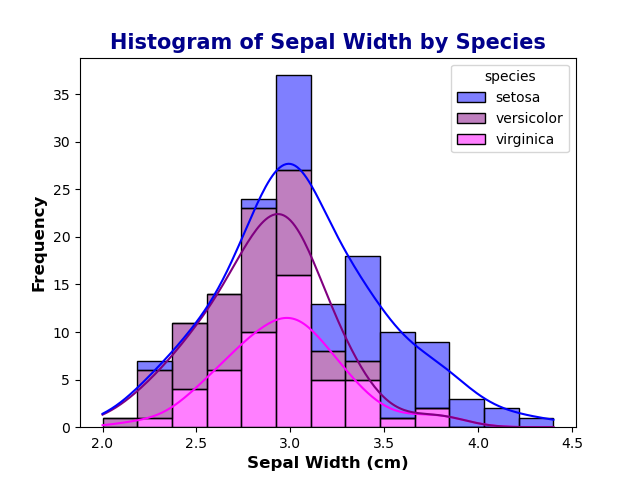 Histogram of Sepal Width by Species
species
setosa
versicolor
virginica
Frequency
35
30
25
20
15
10
5
0
2.0 2.5 3.0 3.5 4.0 4.5
Sepal Width (cm)